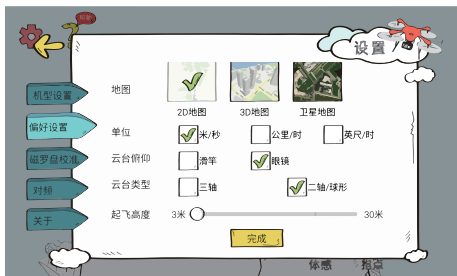 设置
机型设置
偏好设置
磁罗盘校准
对频
关于
地图
2D地图 3D地图 卫星地图
单位 米/秒 公里/时 英尺/时
云台俯仰 滑竿 眼镜
云台类型 三轴 二轴/球形
起飞高度 3米 30米
完成
体感 指点